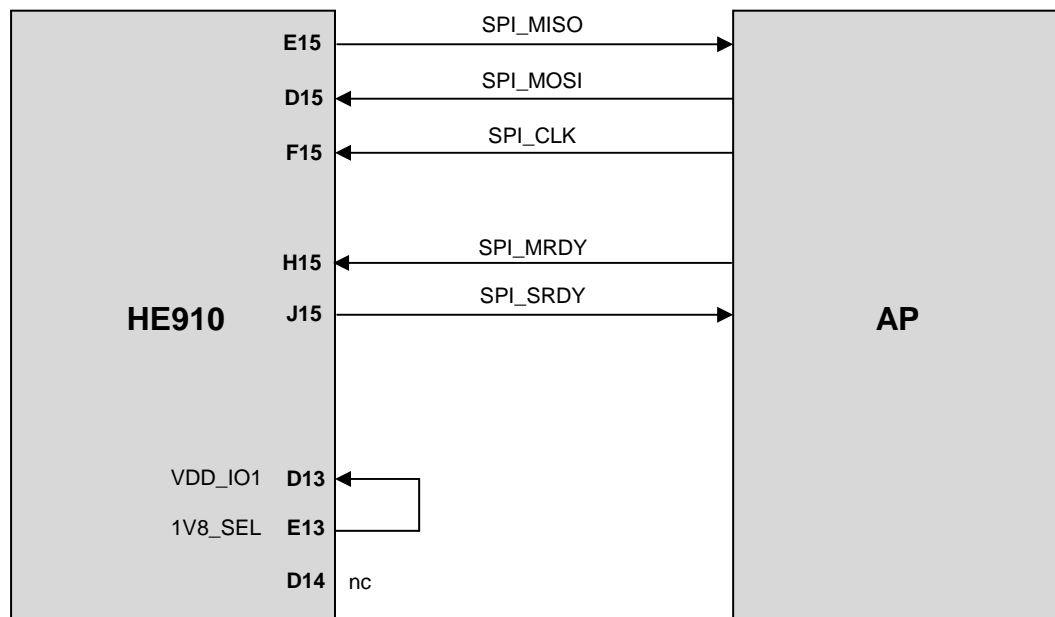 SPI_MISO
E15
SPI_MOSI
D15
SPI_CLK
F15
SPI_MRDY
H15
SPI_SRDY
J15
HE910
AP
VDD_IO1 D13
1V8_SEL E13
D14 nc